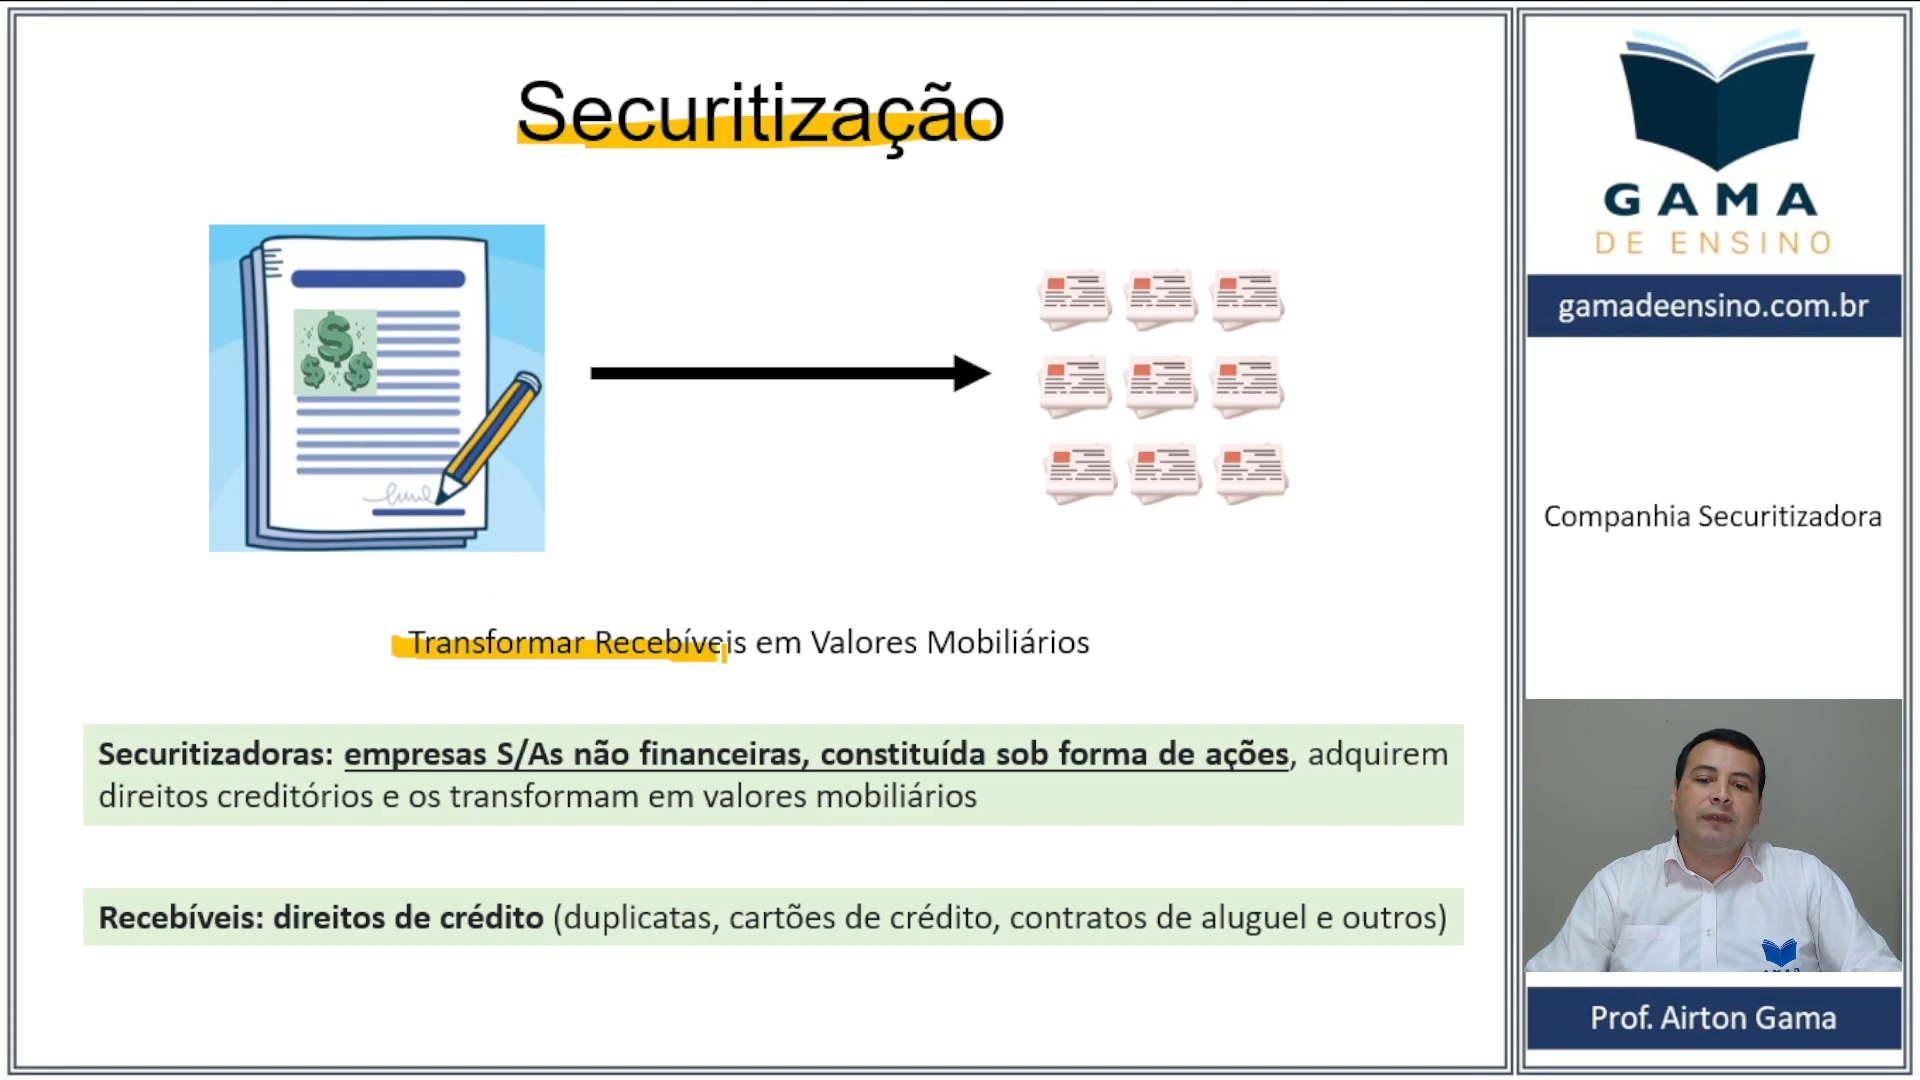 Securitização
Transformar Recebíveis em Valores Mobiliários
Securitizadoras: empresas S/As não financeiras, constituída sob forma de ações, adquirem
direitos creditórios e os transformam em valores mobiliários
Recebíveis: direitos de crédito (duplicatas, cartões de crédito, contratos de aluguel e outros)
GAMA
DE ENSINO
gamadeensino.com.br
Companhia Securitizadora
Prof. Airton Gama